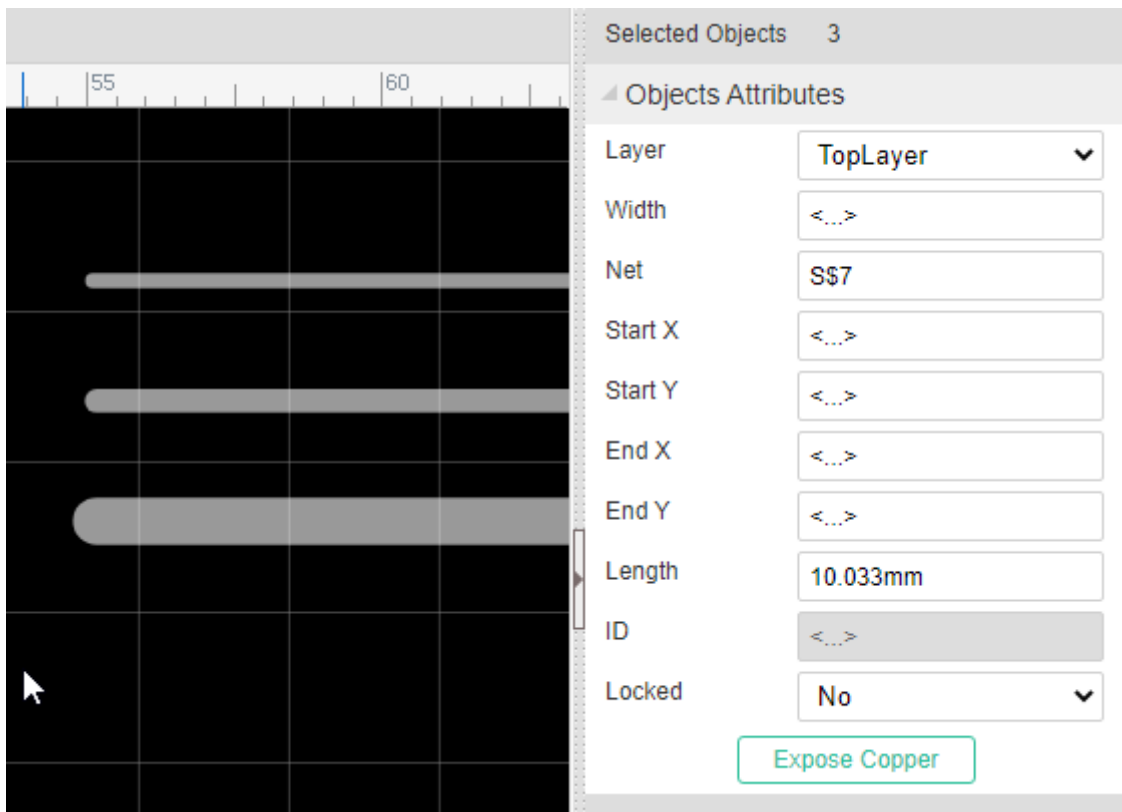 Selected Objects 3
55 60
Objects Attributes
Layer TopLayer
Width <...>
Net S$7
Start X <...>
Start Y <...>
End X <...>
End Y <...>
Length 10.033mm
ID <...>
Locked No
Expose Copper